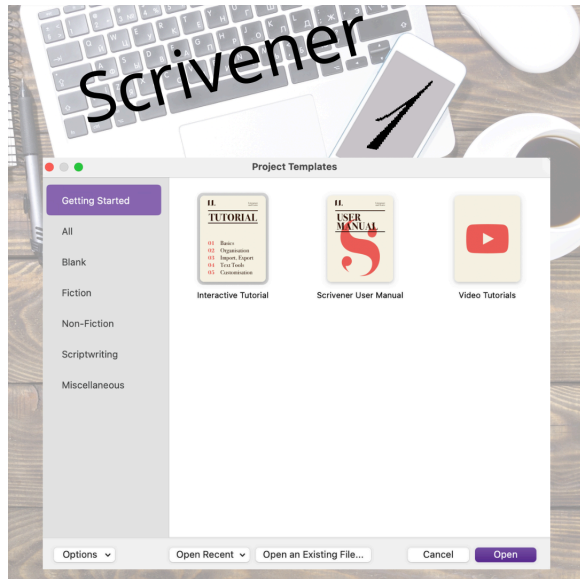 Scrivener
1
Project Templates
Getting Started
All
Blank
Fiction
Non-Fiction
Scriptwriting
Miscellaneous
TUTORIAL
01 Basics
02 Organisation
03 Import, Export
04 Text Tools
05 Customisation
Interactive Tutorial
USER
MANUAL
Scrivener User Manual
Video Tutorials
Options
Open Recent
Open an Existing File...
Cancel
Open